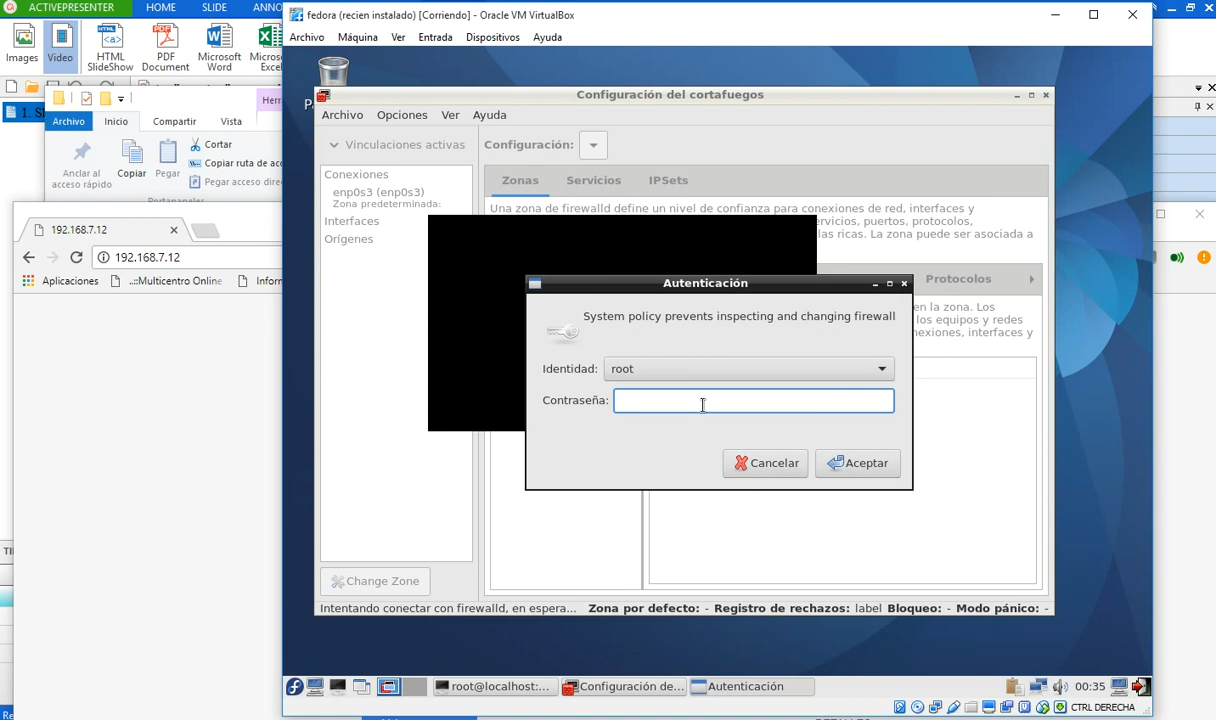 ACTIVEPRESENTER
HOME
SLIDE
ANNO
Images
Video
HTML
SlideShow
PDF
Document
Microsoft
Word
Excel
Herr
Archivo
Inicio
Compartir
Vista
Anclar al
acceso rápido
Copiar
Pegar
Cortar
Copiar ruta de acc
Pegar acceso dire
192.168.7.12
192.168.7.12
Aplicaciones
..:Multicentro Online
Inform
fedora (recien instalado) [Corriendo] - Oracle VM VirtualBox
Archivo Máquina Ver Entrada Dispositivos Ayuda
Configuración del cortafuegos
Archivo Opciones Ver Ayuda
Vinculaciones activas
Configuración:
Conexiones
enp0s3 (enp0s3)
Zona predeterminada:
Interfaces
Orígenes
Zonas Servicios IPSets
Una zona de firewalld define un nivel de confianza para conexiones de red, interfaces y
ervicios, puertos, protocolos,
las ricas. La zona puede ser asociada a
Protocolos
en la zona. Los
los equipos y redes
nexiones, interfaces y
Autenticación
System policy prevents inspecting and changing firewall
Identidad: root
Contraseña:
Cancelar
Aceptar
Change Zone
Intentando conectar con firewalld, en espera... Zona por defecto: - Registro de rechazos: label Bloqueo: - Modo pánico: -
root@localhost:...
Configuración de...
Autenticación
00:35
CTRL DERECHA